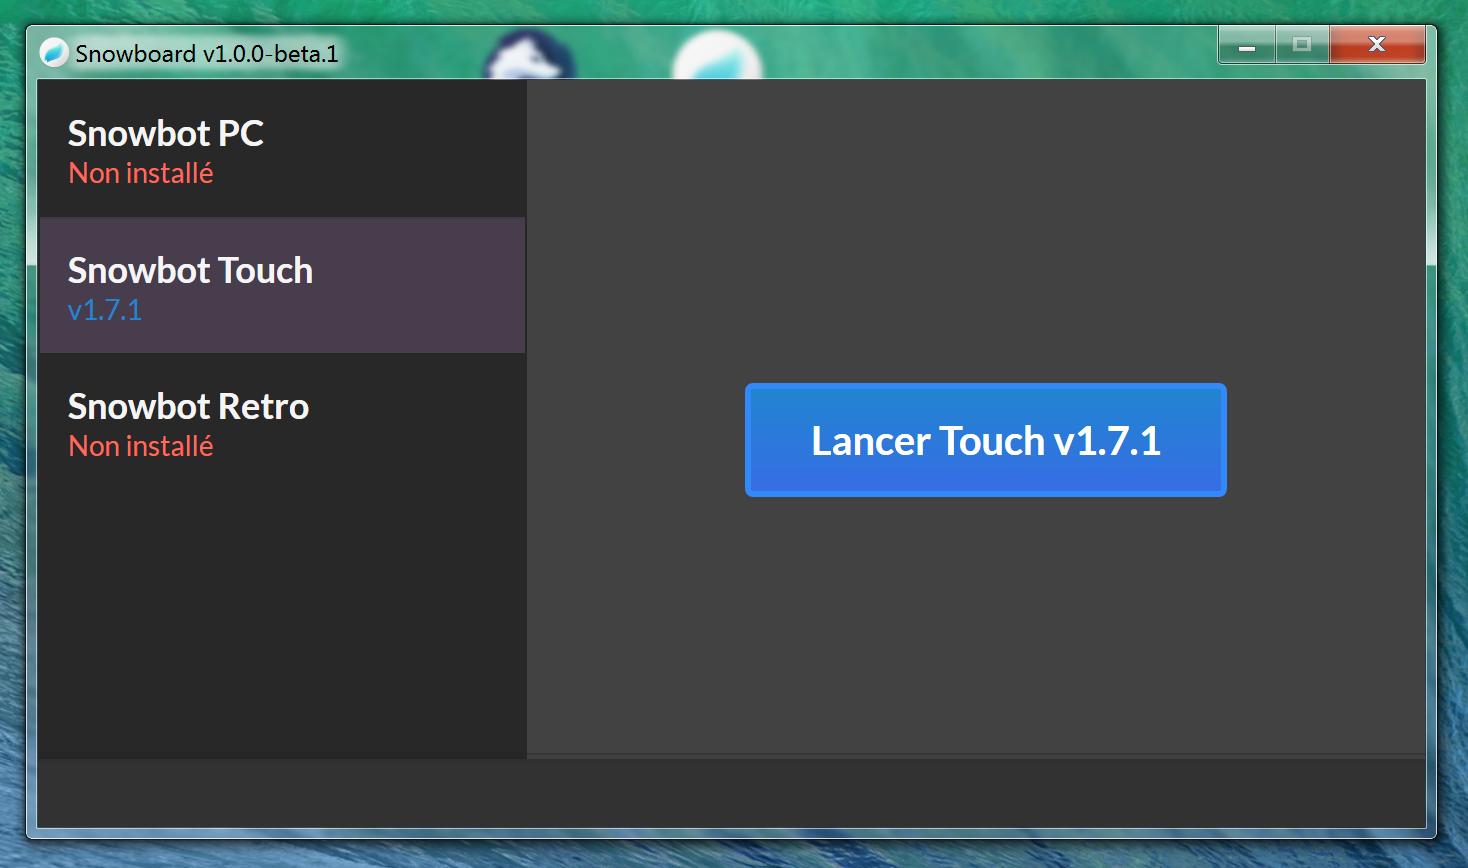 Snowboard v1.0.0-beta.1
Snowbot PC
Non installé
Snowbot Touch
v1.7.1
Snowbot Retro
Non installé
Lancer Touch v1.7.1